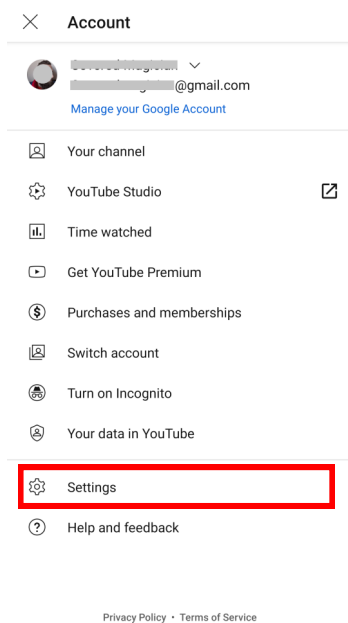 Account
@gmail.com
Manage your Google Account
Your channel
YouTube Studio
Time watched
Get YouTube Premium
Purchases and memberships
Switch account
Turn on Incognito
Your data in YouTube
Settings
Help and feedback
Privacy Policy • Terms of Service